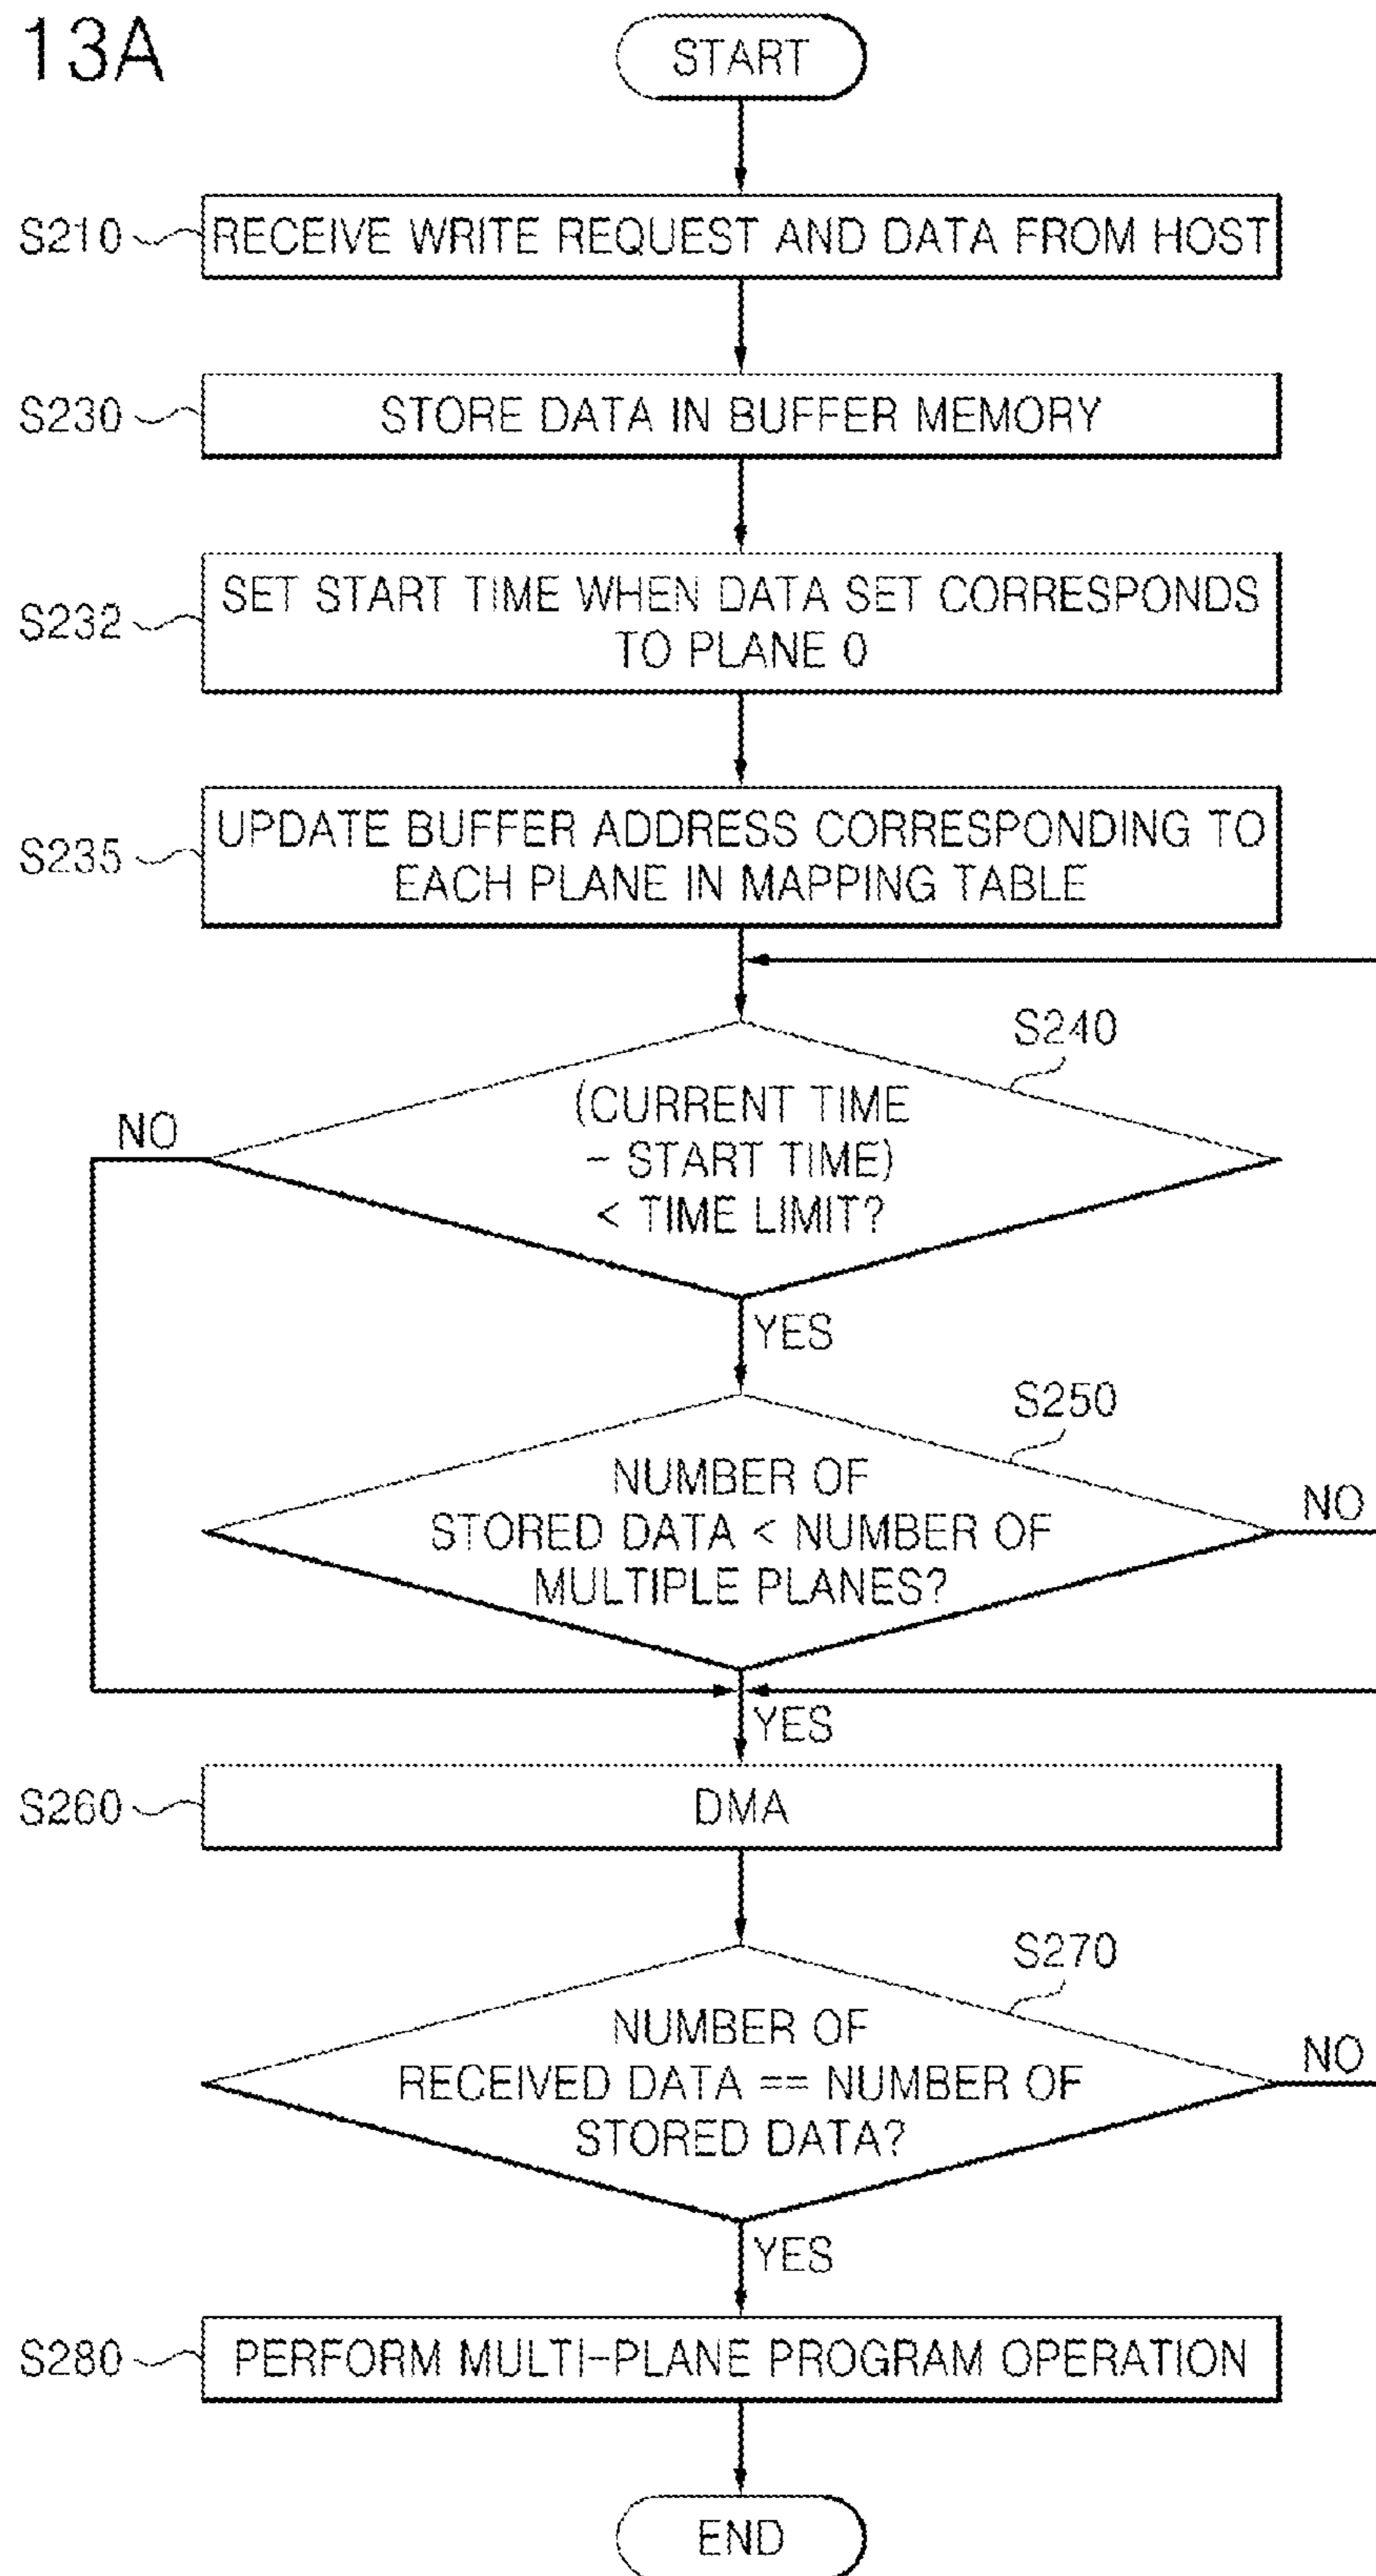 13A
START
S210
RECEIVE WRITE REQUEST AND DATA FROM HOST
S230
STORE DATA IN BUFFER MEMORY
S232
SET START TIME WHEN DATA SET CORRESPONDS
TO PLANE 0
S235
UPDATE BUFFER ADDRESS CORRESPONDING TO
EACH PLANE IN MAPPING TABLE
S240
(CURRENT TIME
- START TIME)
< TIME LIMIT?
NO
YES
S250
NUMBER OF
STORED DATA < NUMBER OF
MULTIPLE PLANES?
NO
YES
S260
DMA
S270
NUMBER OF
RECEIVED DATA == NUMBER OF
STORED DATA?
NO
YES
S280
PERFORM MULTI-PLANE PROGRAM OPERATION
END